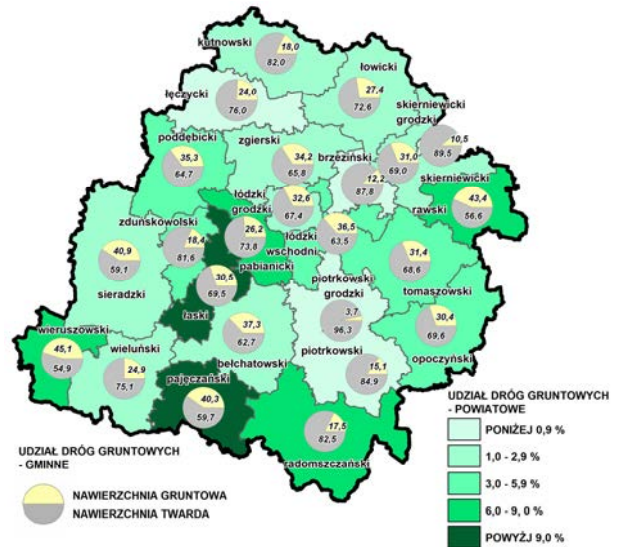 kutnowski
18,0
82,0
łowicki
27,4
72,6
łęczycki
24,0
76,0
skierniewicki
grodzki
10,5
89,5
poddębicki
35,3
64,7
zgierski
34,2
65,8
brzeziński
12,2
87,8
31,0
69,0
skierniewicki
43,4
56,6
rawski
łódzki
grodzki
32,6
67,4
zduńskowolski
18,4
81,6
26,2
73,8
pabianicki
łódzki
wschodni
36,5
63,5
40,9
59,1
sieradzki
30,5
69,5
łaski
31,4
68,6
tomaszowski
piotrkowski
grodzki
3,7
96,3
30,4
69,6
opoczyński
wieruszowski
45,1
54,9
wieluński
24,9
75,1
37,3
62,7
bełchatowski
piotrkowski
15,1
84,9
pajęczański
40,3
59,7
17,5
82,5
radomszczański
UDZIAŁ DRÓG GRUNTOWYCH
- GMINNE
NAWIERZCHNIA GRUNTOWA
NAWIERZCHNIA TWARDA
UDZIAŁ DRÓG GRUNTOWYCH
- POWIATOWE
PONIŻEJ 0,9 %
1,0 - 2,9 %
3,0 - 5,9 %
6,0 - 9, 0 %
POWYŻJ 9,0 %